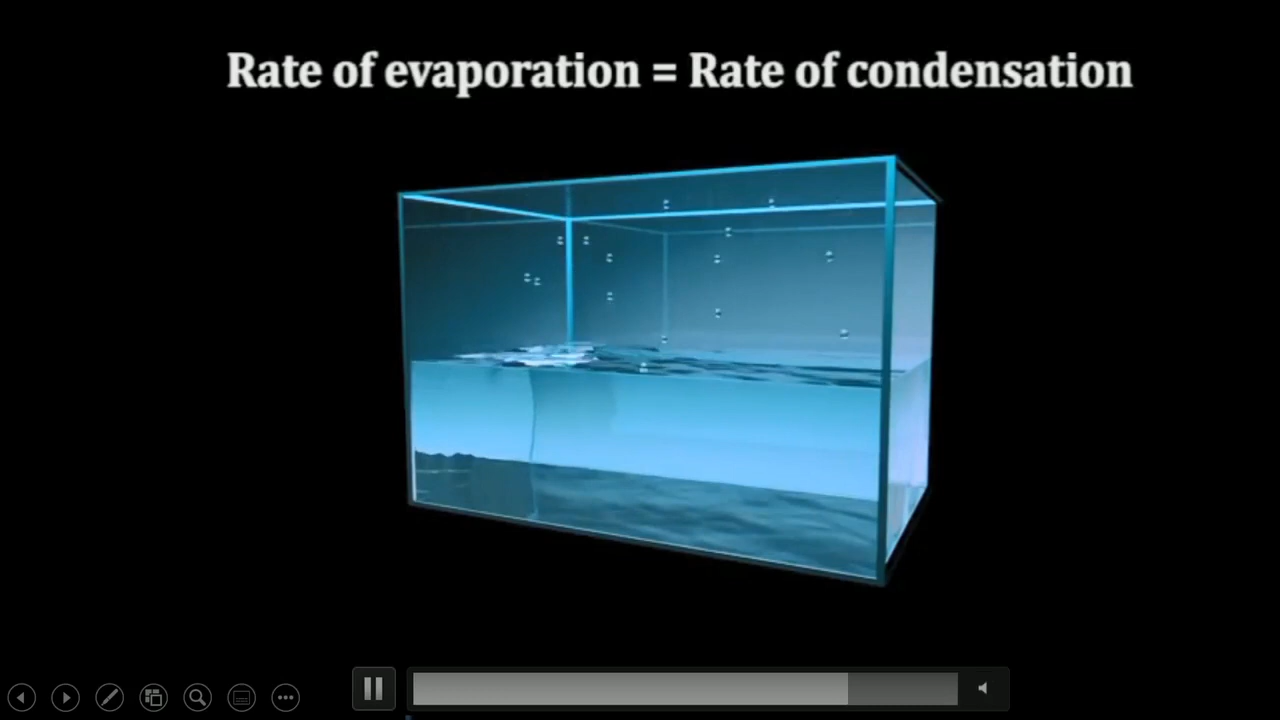 Rate of evaporation = Rate of condensation